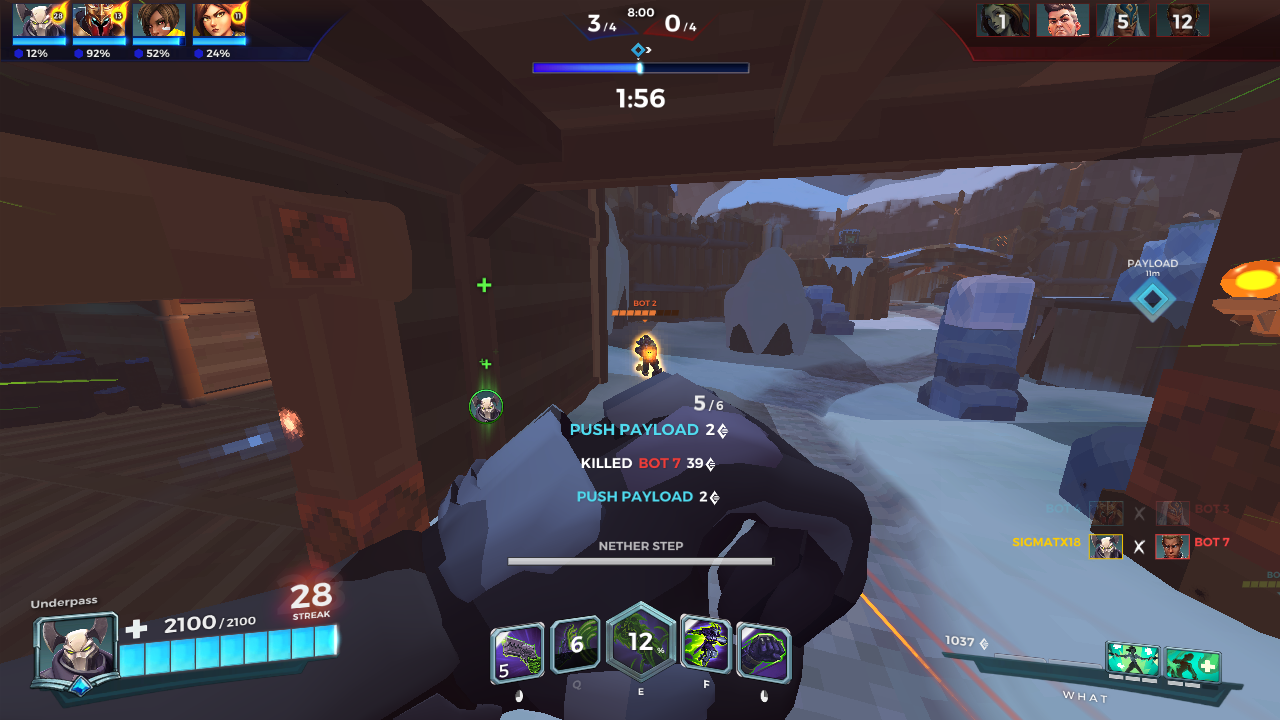 28
13
11
12%
92%
52%
24%
3/4
8:00
0/4
1:56
1
5
12
PAYLOAD
11m
BOT 2
5/6
PUSH PAYLOAD 2
KILLED BOT 7 39
PUSH PAYLOAD 2
BOT 3
SIGMATX18
BOT 7
NETHER STEP
Underpass
2100/2100
28
STREAK
5
6
12%
Q
E
F
1037
WHAT